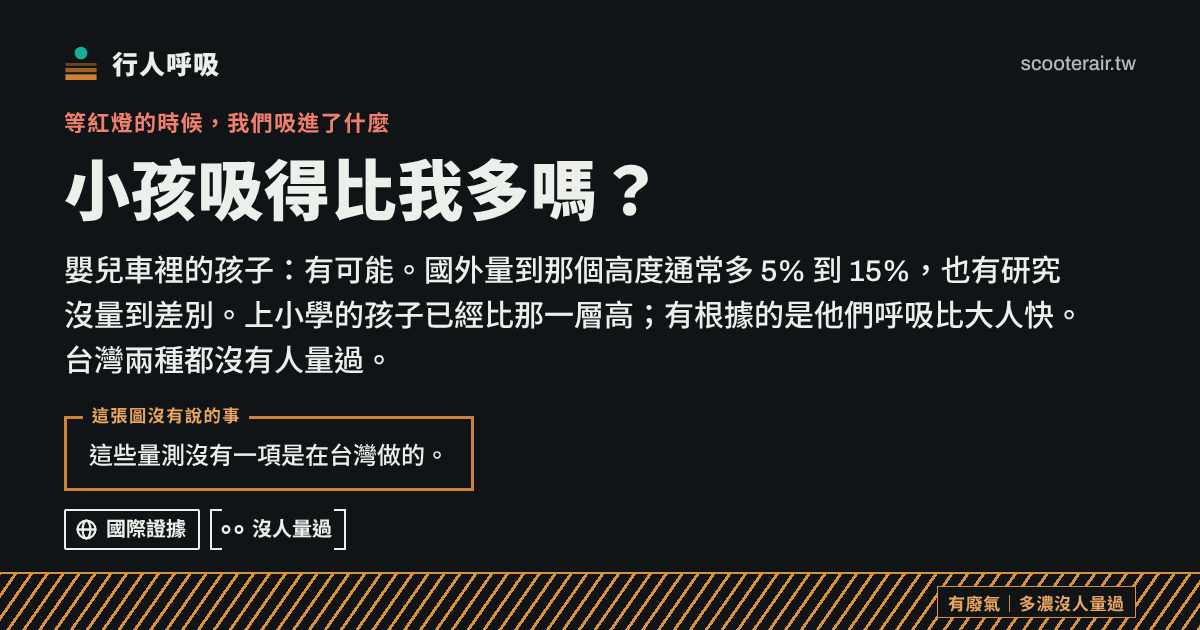 行人呼吸
scooterair.tw
等紅燈的時候，我們吸進了什麼
小孩吸得比我多嗎？
嬰兒車裡的孩子：有可能。國外量到那個高度通常多 5% 到 15%，也有研究
沒量到差別。上小學的孩子已經比那一層高；有根據的是他們呼吸比大人快。
台灣兩種都沒有人量過。
這張圖沒有說的事
這些量測沒有一項是在台灣做的。
國際證據
沒人量過
有廢氣｜多濃沒人量過